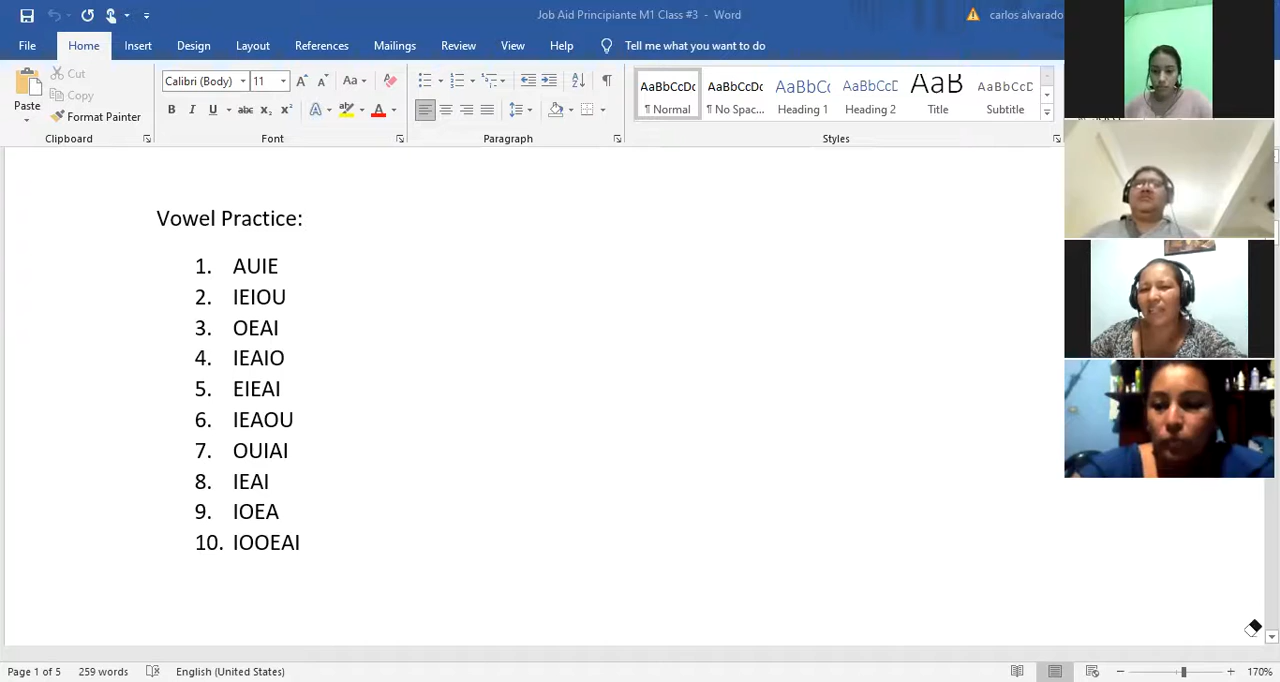 Job Aid Principiante M1 Class #3 - Word
carlos alvarado
File Home Insert Design Layout References Mailings Review View Help Tell me what you want to do
Paste
Cut
Copy
Format Painter
Clipboard
Calibri (Body) 11
Font
Paragraph
AaBbCcDc AaBbCcDc AaBbCc AaBbCcD AaB AaBbCcD
¶ Normal ¶ No Spac... Heading 1 Heading 2 Title Subtitle
Styles
Vowel Practice:
1. AUIE
2. IEIOU
3. OEAI
4. IEAIO
5. EIEAI
6. IEAOU
7. OUIAI
8. IEAI
9. IOEA
10. IOOEAI
Page 1 of 5 259 words English (United States) 170%